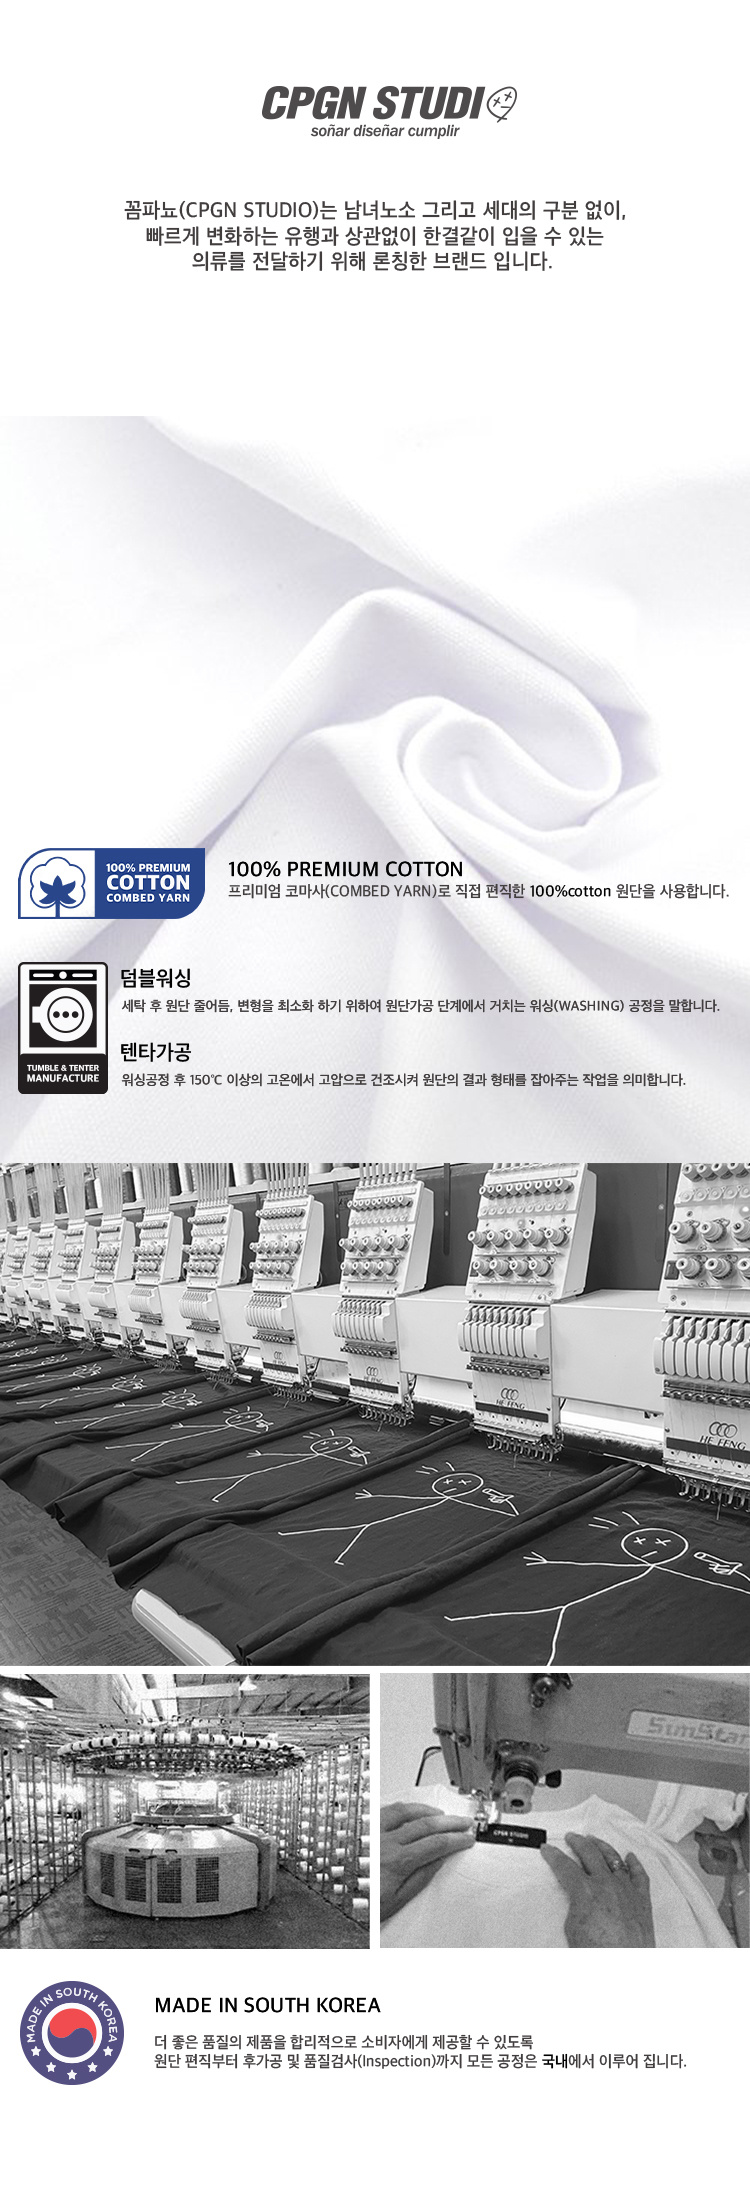 CPGN STUDIO
soñar diseñar cumplir
꼼파뇨(CPGN STUDIO)는 남녀노소 그리고 세대의 구분 없이,
빠르게 변화하는 유행과 상관없이 한결같이 입을 수 있는
의류를 전달하기 위해 론칭한 브랜드 입니다.
100% PREMIUM
COTTON
COMBED YARN
100% PREMIUM COTTON
프리미엄 코마사(COMBED YARN)로 직접 편직한 100%cotton 원단을 사용합니다.
TUMBLE & TENTER
MANUFACTURE
덤블워싱
세탁 후 원단 줄어듬, 변형을 최소화 하기 위하여 원단가공 단계에서 거치는 워싱(WASHING) 공정을 말합니다.
텐타가공
워싱공정 후 150℃ 이상의 고온에서 고압으로 건조시켜 원단의 결과 형태를 잡아주는 작업을 의미합니다.
HE FENG
HE FENG
SimStar
CPGN STUDIO
MADE IN SOUTH KOREA
MADE IN SOUTH KOREA
더 좋은 품질의 제품을 합리적으로 소비자에게 제공할 수 있도록
원단 편직부터 후가공 및 품질검사(Inspection)까지 모든 공정은 국내에서 이루어 집니다.